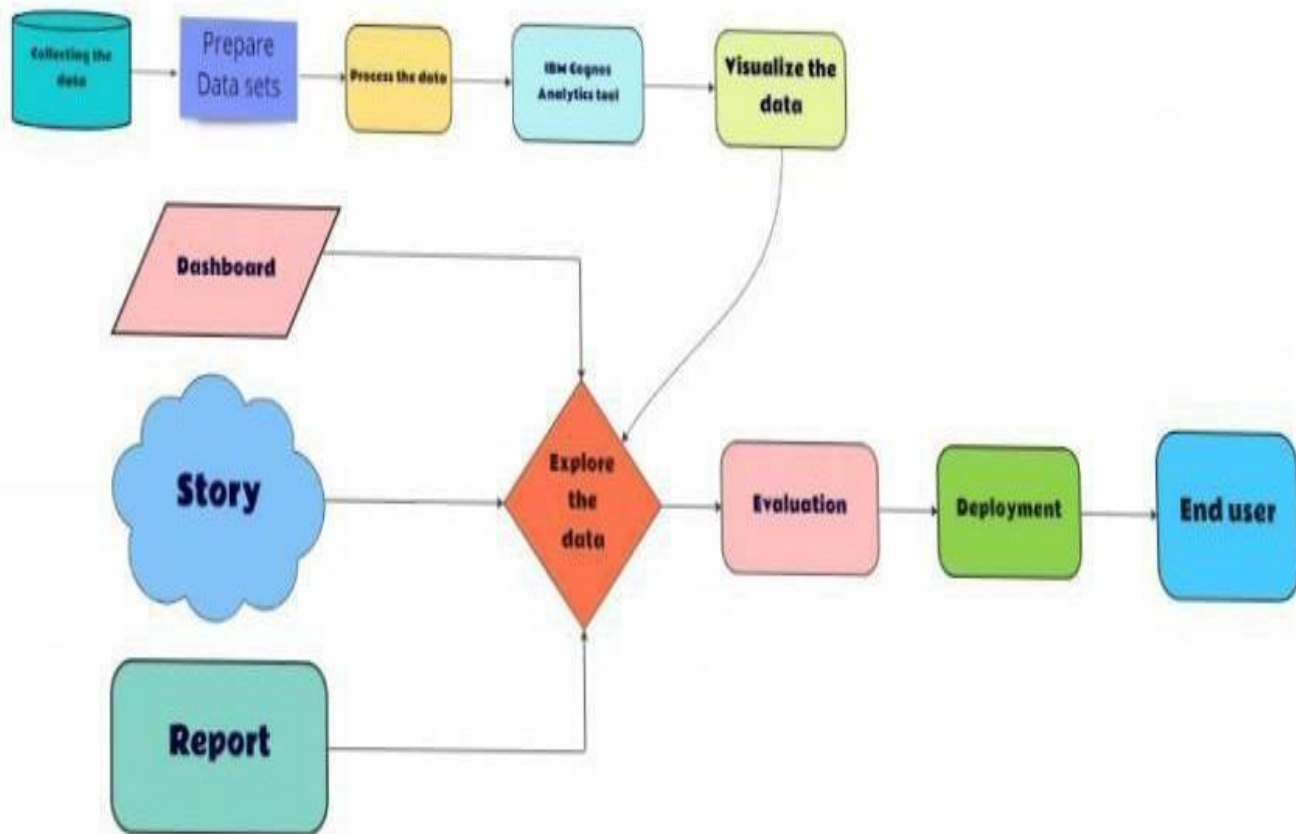 Collecting the
data
Prepare
Data sets
Process the data
IBM Cognos
Analytics tool
Visualize the
data
Dashboard
Story
Explore
the
data
Evaluation
Deployment
End user
Report